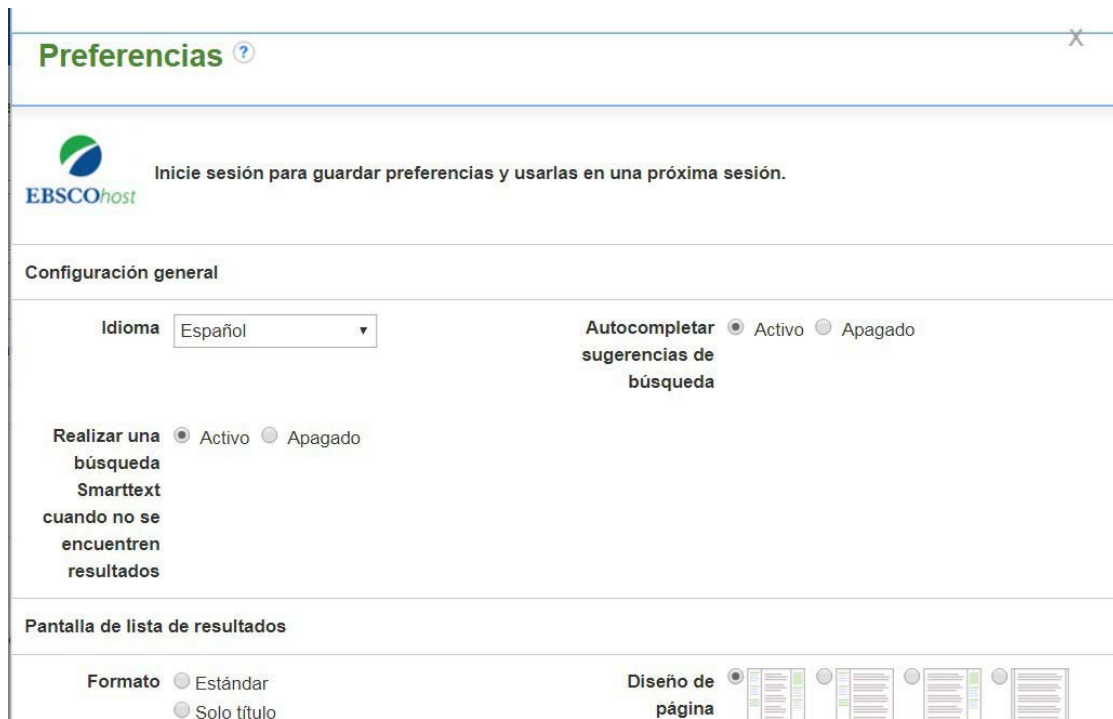 Preferencias ?
X
EBSCOhost
Inicie sesión para guardar preferencias y usarlas en una próxima sesión.
Configuración general
Idioma
Español
Autocompletar
sugerencias de
búsqueda
Activo
Apagado
Realizar una
búsqueda
Smarttext
cuando no se
encuentren
resultados
Activo
Apagado
Pantalla de lista de resultados
Formato
Estándar
Solo título
Diseño de
página